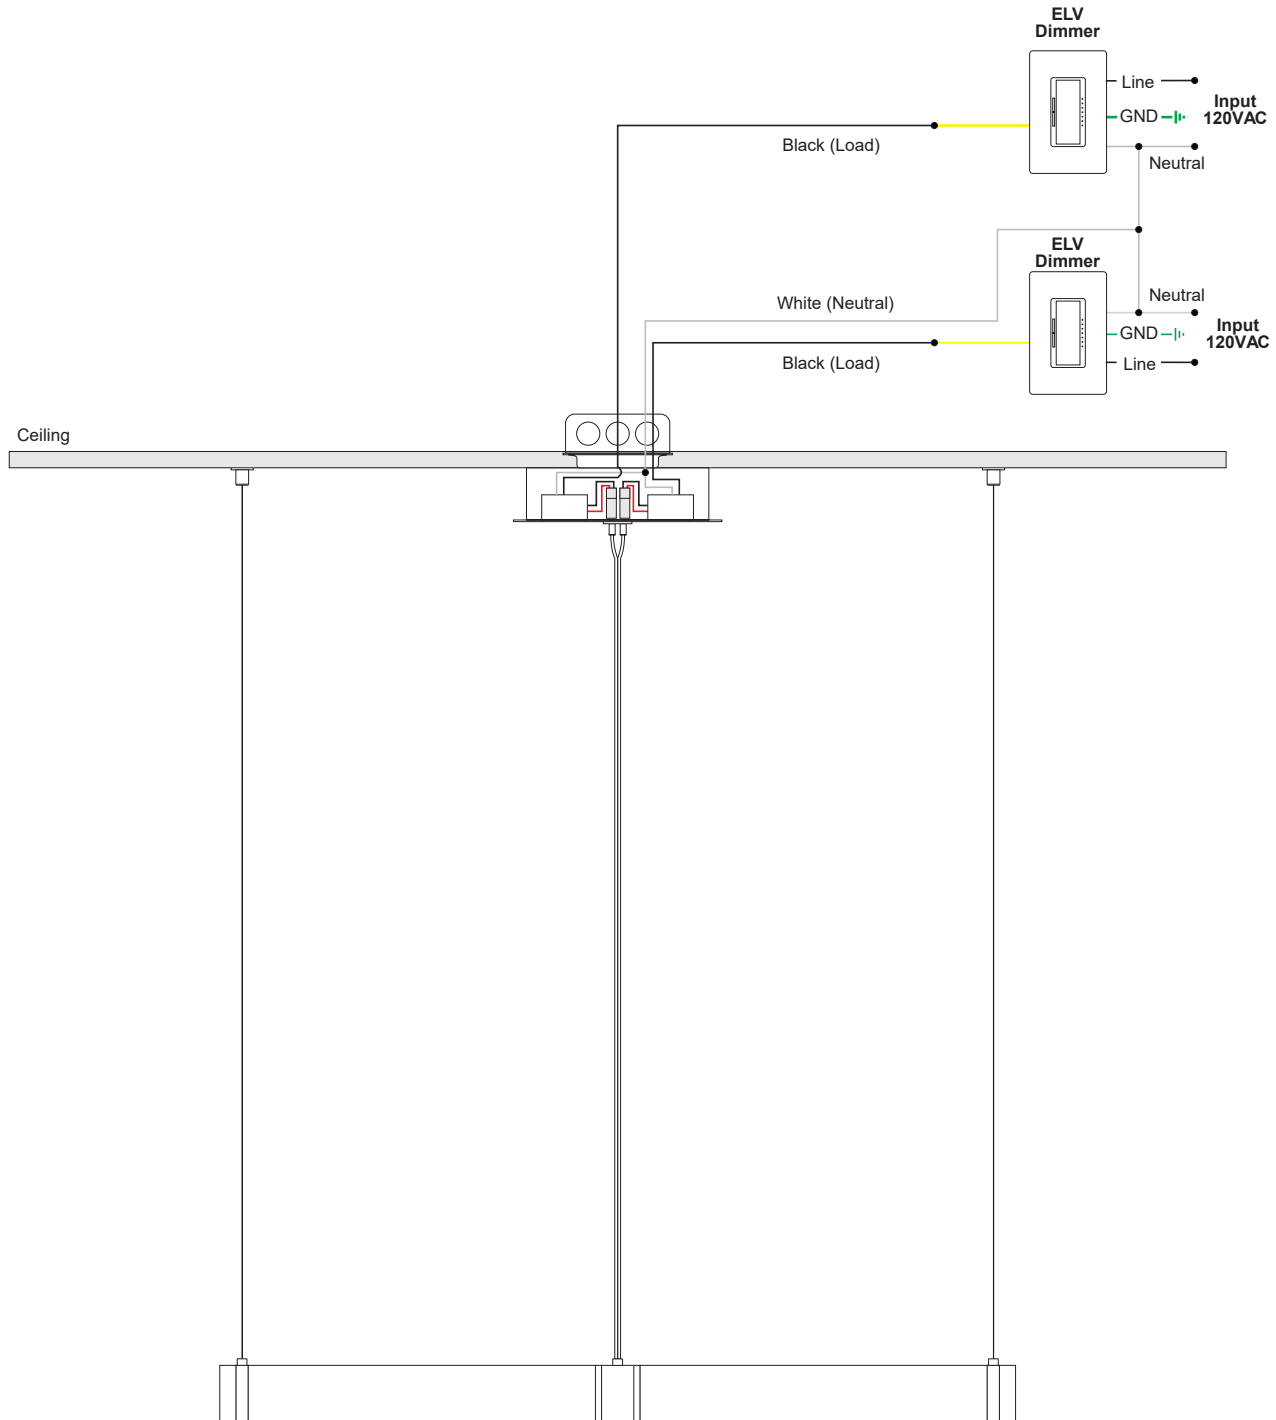 ELV
Dimmer
Line
Input
120VAC
GND
Black (Load)
Neutral
ELV
Dimmer
Neutral
White (Neutral)
Input
120VAC
GND
Black (Load)
Line
Ceiling